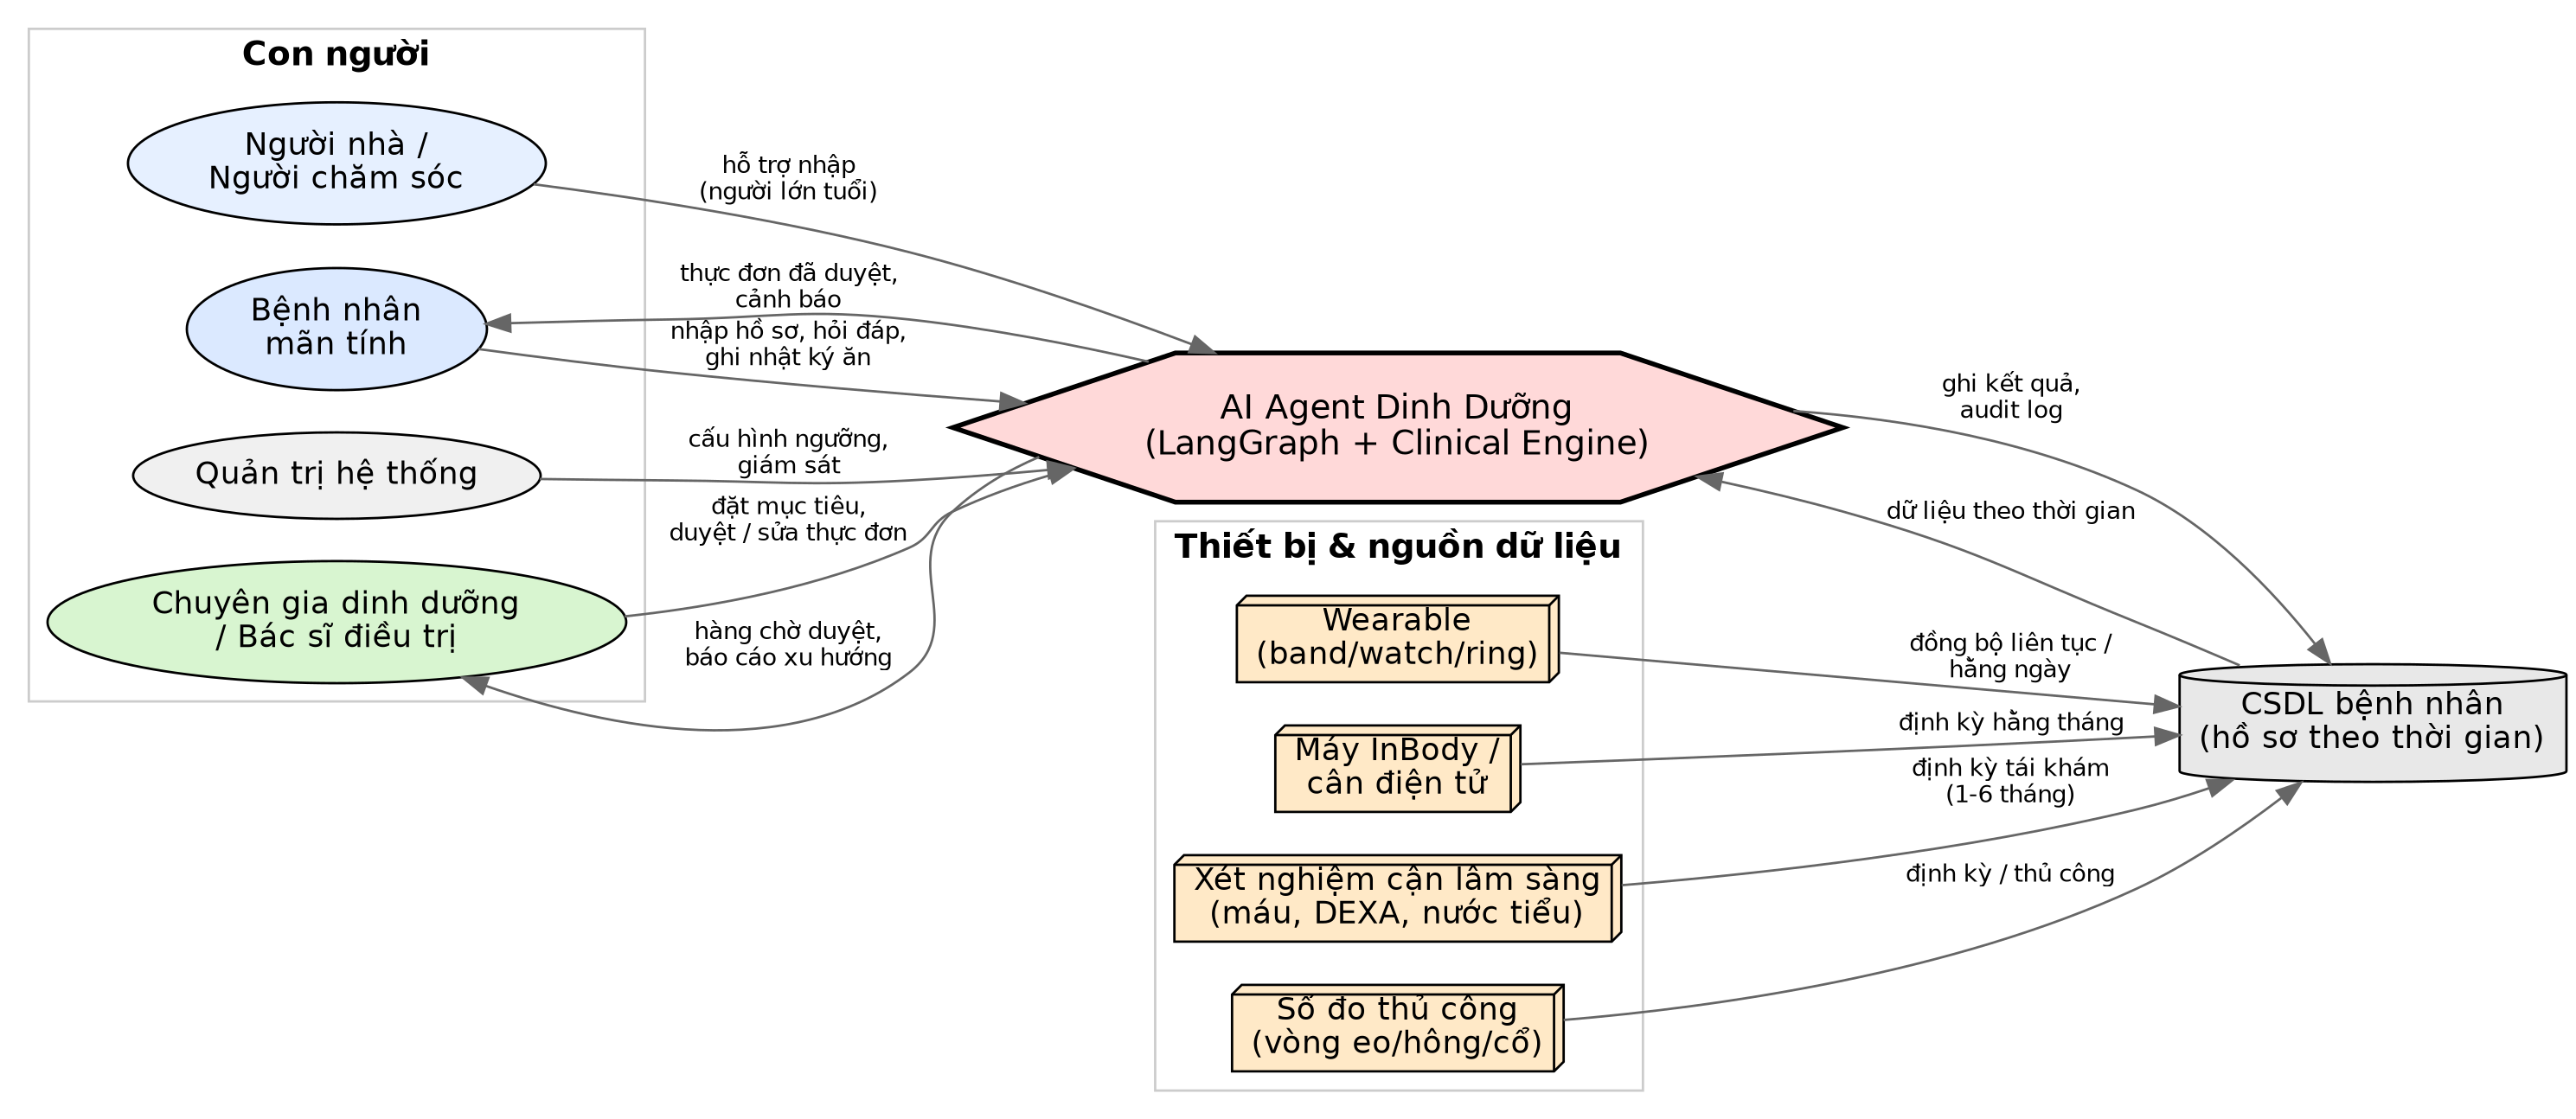 Con người
Người nhà /
Người chăm sóc
Bệnh nhân
mãn tính
Quản trị hệ thống
Chuyên gia dinh dưỡng
/ Bác sĩ điều trị
hỗ trợ nhập
(người lớn tuổi)
thực đơn đã duyệt,
cảnh báo
nhập hồ sơ, hỏi đáp,
ghi nhật ký ăn
cấu hình ngưỡng,
giám sát
đặt mục tiêu,
duyệt / sửa thực đơn
hàng chờ duyệt,
báo cáo xu hướng
AI Agent Dinh Dưỡng
(LangGraph + Clinical Engine)
Thiết bị & nguồn dữ liệu
Wearable
(band/watch/ring)
Máy InBody /
cân điện tử
Xét nghiệm cận lâm sàng
(máu, DEXA, nước tiểu)
Số đo thủ công
(vòng eo/hông/cổ)
ghi kết quả,
audit log
dữ liệu theo thời gian
đồng bộ liên tục /
hằng ngày
định kỳ hằng tháng
định kỳ tái khám
(1-6 tháng)
định kỳ / thủ công
CSDL bệnh nhân
(hồ sơ theo thời gian)